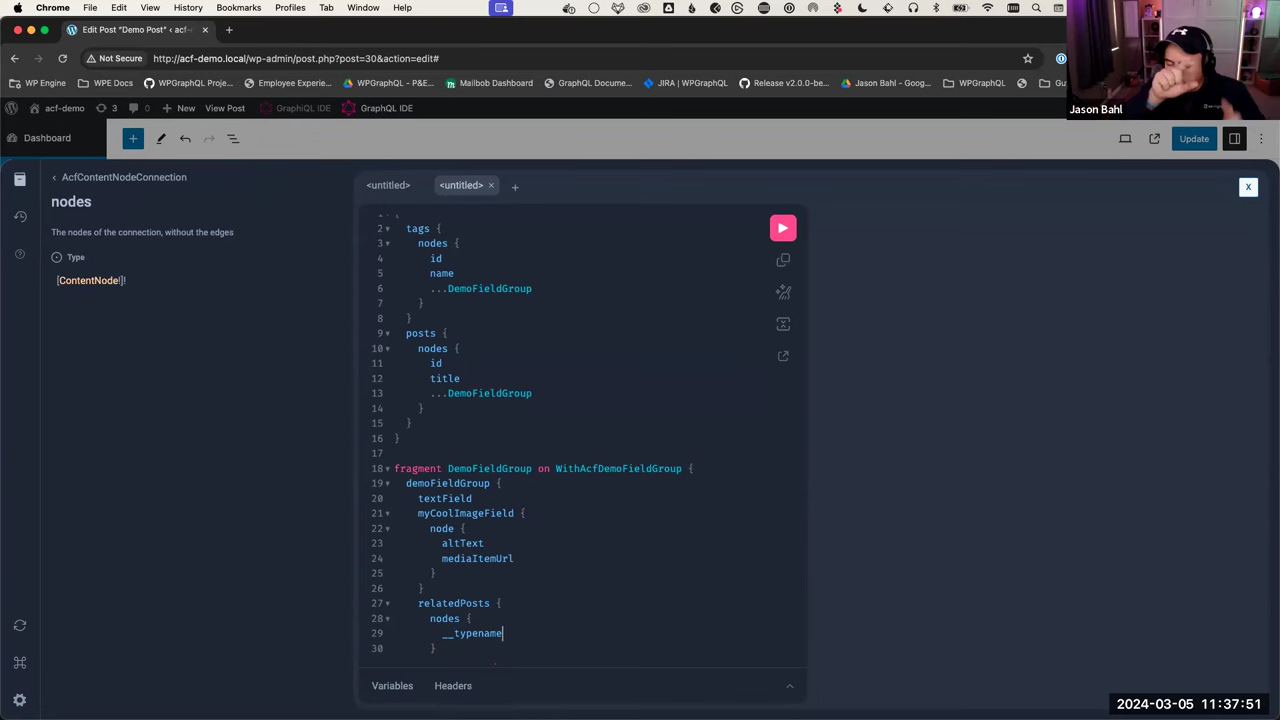 Chrome File Edit View History Bookmarks Profiles Tab Window Help
Edit Post “Demo Post” ‹ acf-
Not Secure http://acf-demo.local/wp-admin/post.php?post=30&action=edit#
WP Engine WPE Docs WPGraphQL Proje... Employee Experience... WPGraphQL - P&E... Mailbob Dashboard GraphQL Documen... JIRA | WPGraphQL Release v2.0.0-be... Jason Bahl - Goog... WPGraphQL
Jason Bahl
acf-demo 3 0 New View Post GraphiQL IDE GraphiQL IDE
Dashboard
Update
AcfContentNodeConnection
nodes
The nodes of the connection, without the edges
Type
[ContentNode!]!
<untitled> <untitled> × +
X
1 {
2 tags {
3 nodes {
4 id
5 name
6 ...DemoFieldGroup
7 }
8 }
9 posts {
10 nodes {
11 id
12 title
13 ...DemoFieldGroup
14 }
15 }
16 }
17
18 fragment DemoFieldGroup on WithAcfDemoFieldGroup {
19 demoFieldGroup {
20 textField
21 myCoolImageField {
22 node {
23 altText
24 mediaItemUrl
25 }
26 }
27 relatedPosts {
28 nodes {
29 __typename
30 }
Variables Headers
2024-03-05 11:37:51